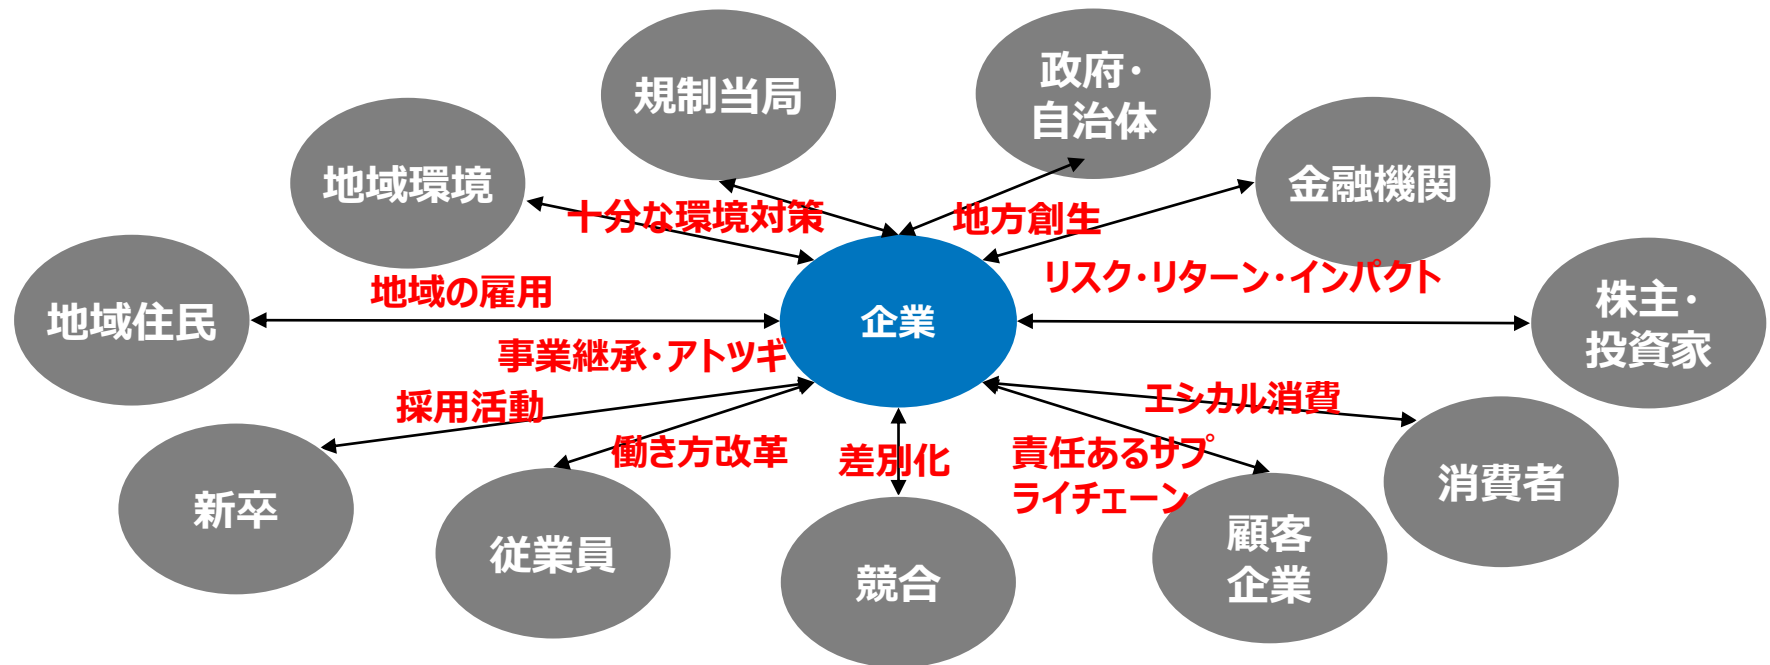 規制当局
政府・
自治体
地域環境
金融機関
十分な環境対策
地方創生
地域の雇用
リスク・リターン・インパクト
地域住民
企業
株主・
投資家
事業継承・アトツギ
採用活動
エシカル消費
働き方改革
差別化
責任あるサプ
ライチェーン
消費者
新卒
従業員
競合
顧客
企業